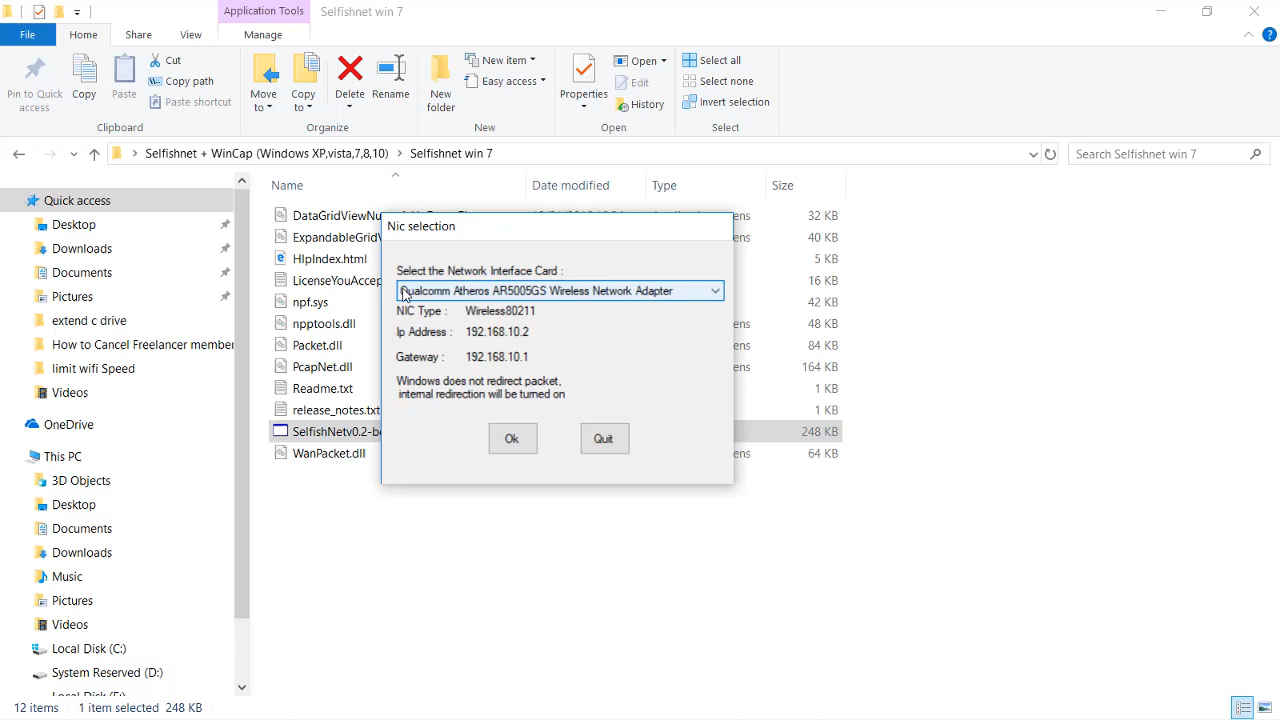 Application Tools
Selfishnet win 7
File
Home
Share
View
Manage
Pin to Quick access
Copy
Paste
Cut
Copy path
Paste shortcut
Move to
Copy to
Delete
Rename
New folder
New item
Easy access
Properties
Open
Edit
History
Select all
Select none
Invert selection
Clipboard
Organize
New
Open
Select
Selfishnet + WinCap (Windows XP,vista,7,8,10)
Selfishnet win 7
Search Selfishnet win 7
Quick access
Desktop
Downloads
Documents
Pictures
extend c drive
How to Cancel Freelancer member
limit wifi Speed
Videos
OneDrive
This PC
3D Objects
Desktop
Documents
Downloads
Music
Pictures
Videos
Local Disk (C:)
System Reserved (D:)
Name
Date modified
Type
Size
32 KB
ExpandableGridV
40 KB
HlpIndex.html
5 KB
LicenseYouAccep
16 KB
npf.sys
42 KB
npptools.dll
48 KB
Packet.dll
84 KB
PcapNet.dll
164 KB
Readme.txt
1 KB
release_notes.txt
1 KB
SelfishNetv0.2-be
248 KB
WanPacket.dll
64 KB
Nic selection
Select the Network Interface Card :
Qualcomm Atheros AR5005GS Wireless Network Adapter
NIC Type : Wireless80211
Ip Address : 192.168.10.2
Gateway : 192.168.10.1
Windows does not redirect packet,
internal redirection will be turned on
Ok
Quit
12 items
1 item selected 248 KB